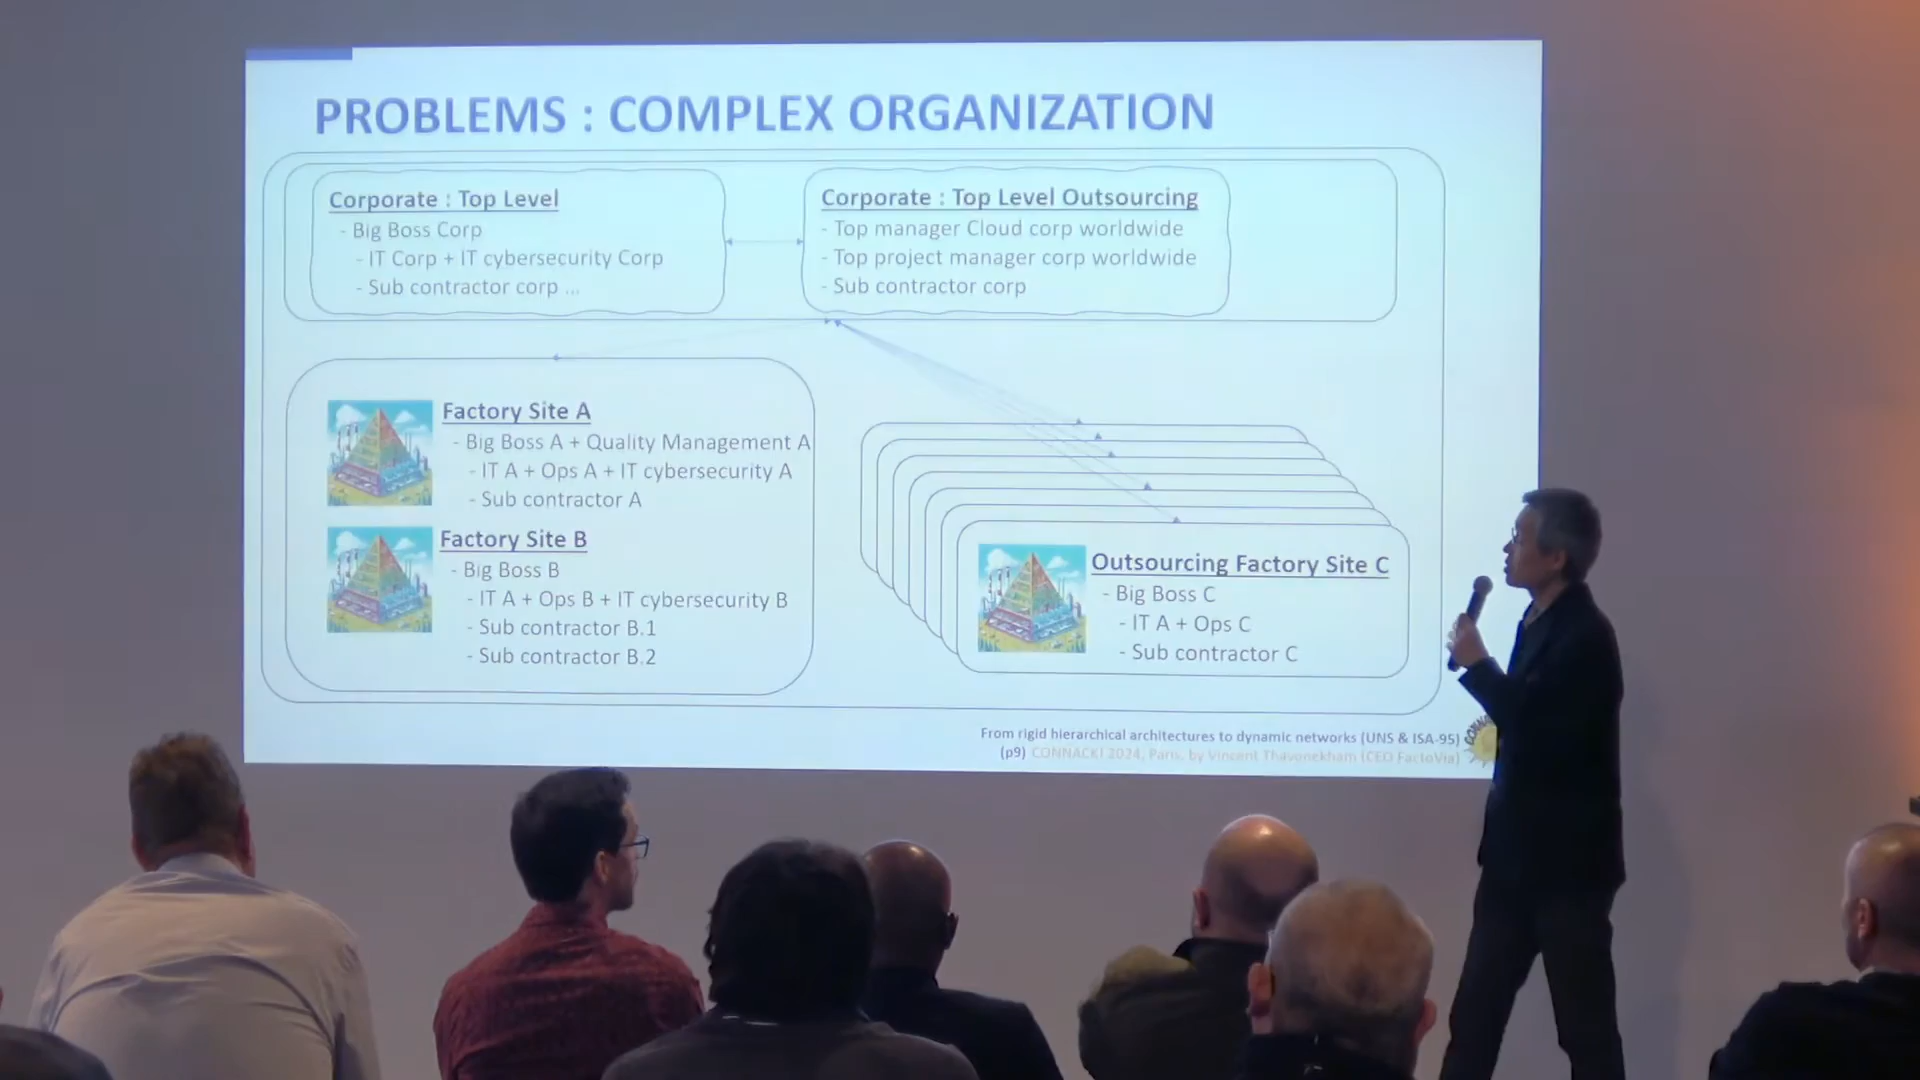 PROBLEMS : COMPLEX ORGANIZATION
Corporate : Top Level
- Big Boss Corp
- IT Corp + IT cybersecurity Corp
- Sub contractor corp ...
Corporate : Top Level Outsourcing
- Top manager Cloud corp worldwide
- Top project manager corp worldwide
- Sub contractor corp
Factory Site A
- Big Boss A + Quality Management A
- IT A + Ops A + IT cybersecurity A
- Sub contractor A
Factory Site B
- Big Boss B
- IT A + Ops B + IT cybersecurity B
- Sub contractor B.1
- Sub contractor B.2
Outsourcing Factory Site C
- Big Boss C
- IT A + Ops C
- Sub contractor C
From rigid hierarchical architectures to dynamic networks (UNS & ISA-95)
(p9) CONNACKT 2024, Paris, by Vincent Thavonekham (CEO FactoVia)